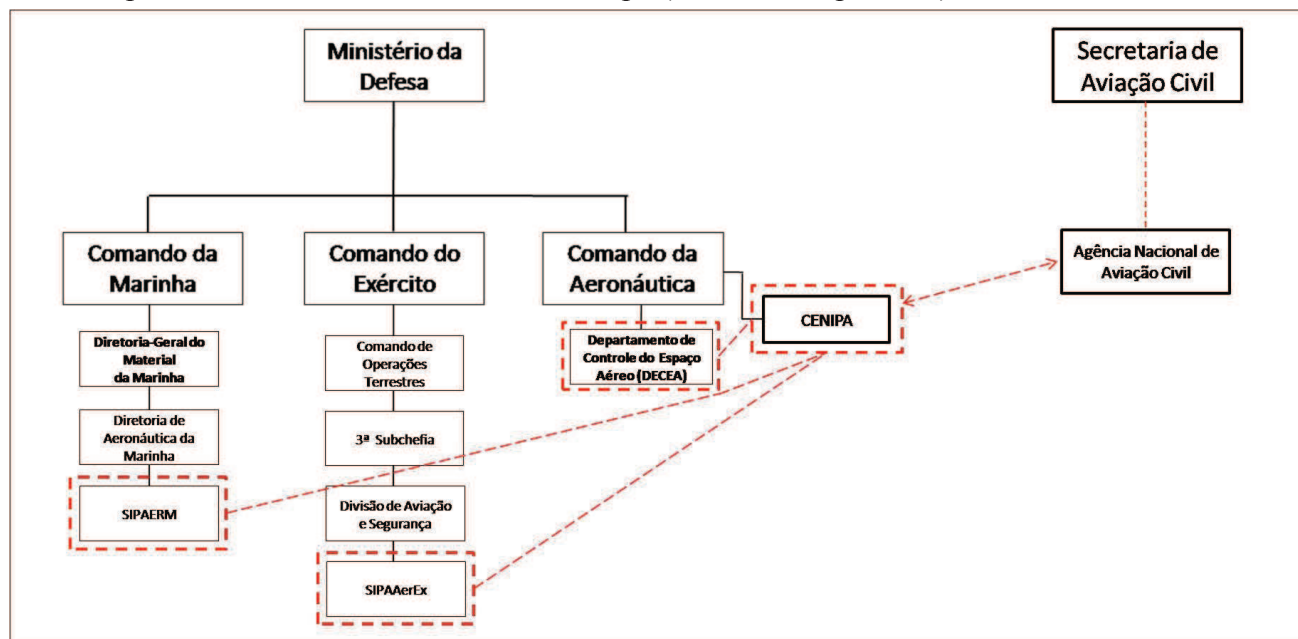 Ministério da
Defesa
Secretaria de
Aviação Civil
Comando da
Marinha
Comando do
Exército
Comando da
Aeronáutica
Agência Nacional de
Aviação Civil
CENIPA
Diretoria-Geral do
Material
da Marinha
Comando de
Operações
Terrestres
Departamento de
Controle do Espaço
Aéreo (DECEA)
Diretoria de
Aeronáutica da
Marinha
3ª Subchefia
SIPAERM
Divisão de Aviação
e Segurança
SIPAAerEx